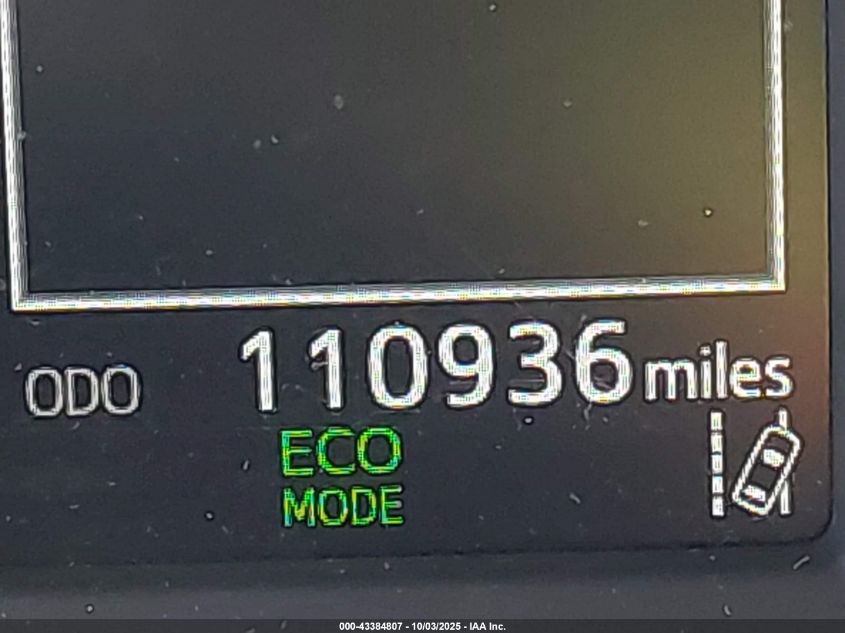 ODO 110936 miles
ECO
MODE
000-43384807 - 10/03/2025 - IAA Inc.